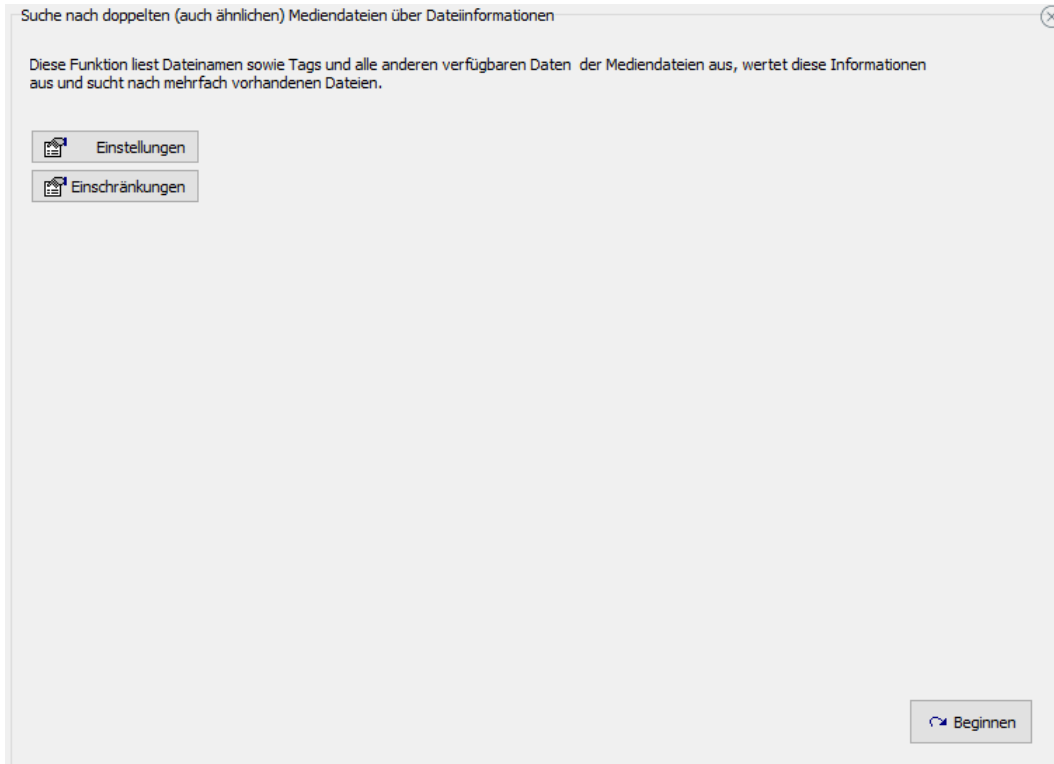 Suche nach doppelten (auch ähnlichen) Mediendateien über Dateiinformationen
Diese Funktion liest Dateinamen sowie Tags und alle anderen verfügbaren Daten  der Mediendateien aus, wertet diese Informationen
aus und sucht nach mehrfach vorhandenen Dateien.
Einstellungen
Einschränkungen
Beginnen